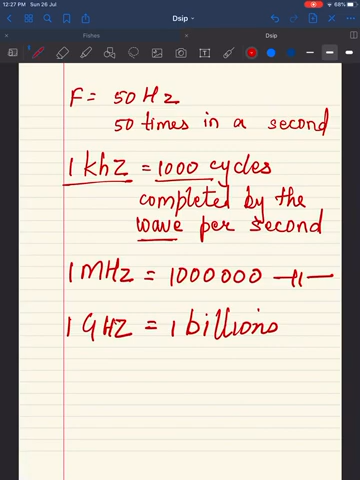 12:27 PM Sun 26 Jul
Dsip
Fishes
Dsip
F = 50 Hz
50 times in a second
1 khz = 1000 cycles
completed by the
wave per second
1 MHz = 1000000 —11—
1 GHZ = 1 billions